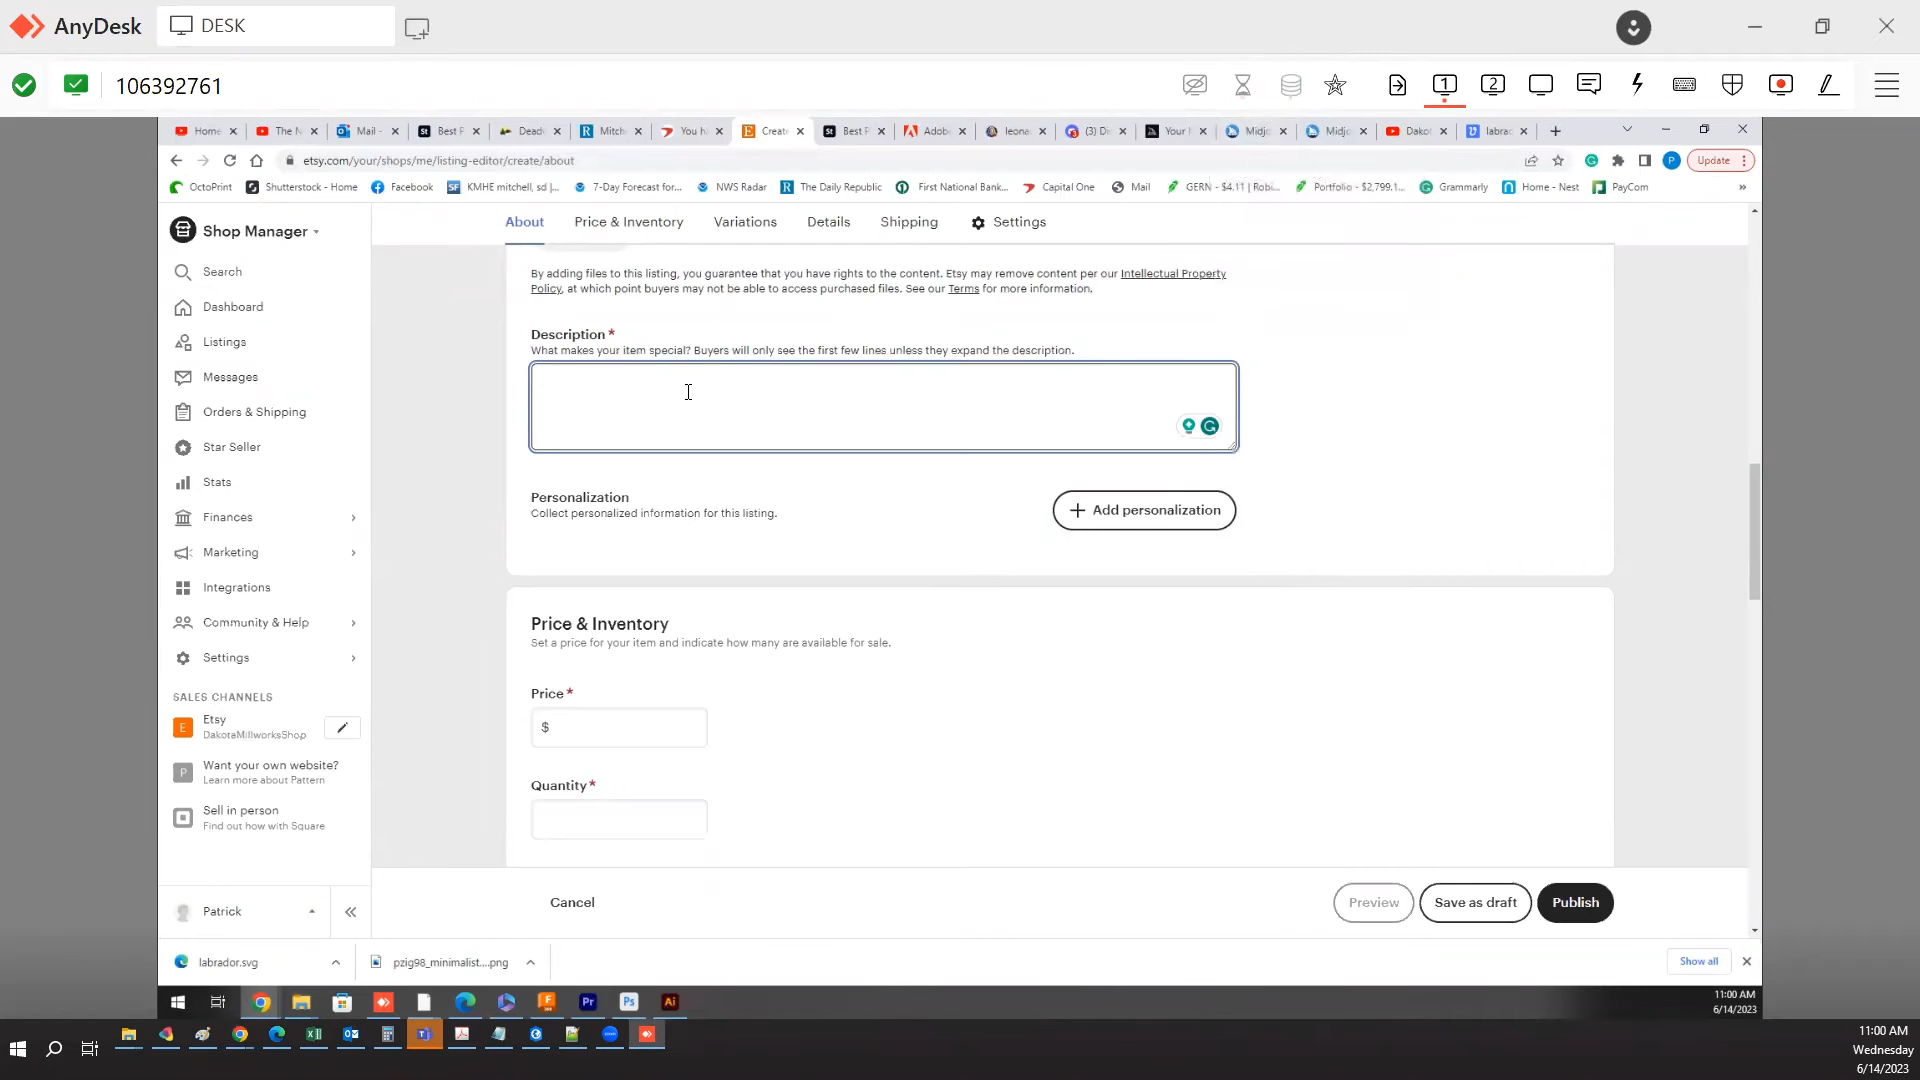 AnyDesk
DESK
106392761
Home
The N
Mail -
Best F
Deadv
Mitch
You h
Create
Best P
Adob
leona
(3) Di
Your
Midjo
Midjo
Dakot
labrad
etsy.com/your/shops/me/listing-editor/create/about
Update
OctoPrint
Shutterstock - Home
Facebook
KMHE mitchell, sd |...
7-Day Forecast for...
NWS Radar
The Daily Republic
First National Bank...
Capital One
Mail
GERN - $4.11 | Robi...
Portfolio - $2,799.1...
Grammarly
Home - Nest
PayCom
Shop Manager
Search
Dashboard
Listings
Messages
Orders & Shipping
Star Seller
Stats
Finances
Marketing
Integrations
Community & Help
Settings
SALES CHANNELS
Etsy
DakotaMillworksShop
Want your own website?
Learn more about Pattern
Sell in person
Find out how with Square
Patrick
About
Price & Inventory
Variations
Details
Shipping
Settings
By adding files to this listing, you guarantee that you have rights to the content. Etsy may remove content per our Intellectual Property
Policy, at which point buyers may not be able to access purchased files. See our Terms for more information.
Description *
What makes your item special? Buyers will only see the first few lines unless they expand the description.
Personalization
Collect personalized information for this listing.
Add personalization
Price & Inventory
Set a price for your item and indicate how many are available for sale.
Price *
$
Quantity *
Cancel
Preview
Save as draft
Publish
labrador.svg
pzig98_minimalist....png
Show all
11:00 AM
6/14/2023
11:00 AM
Wednesday
6/14/2023